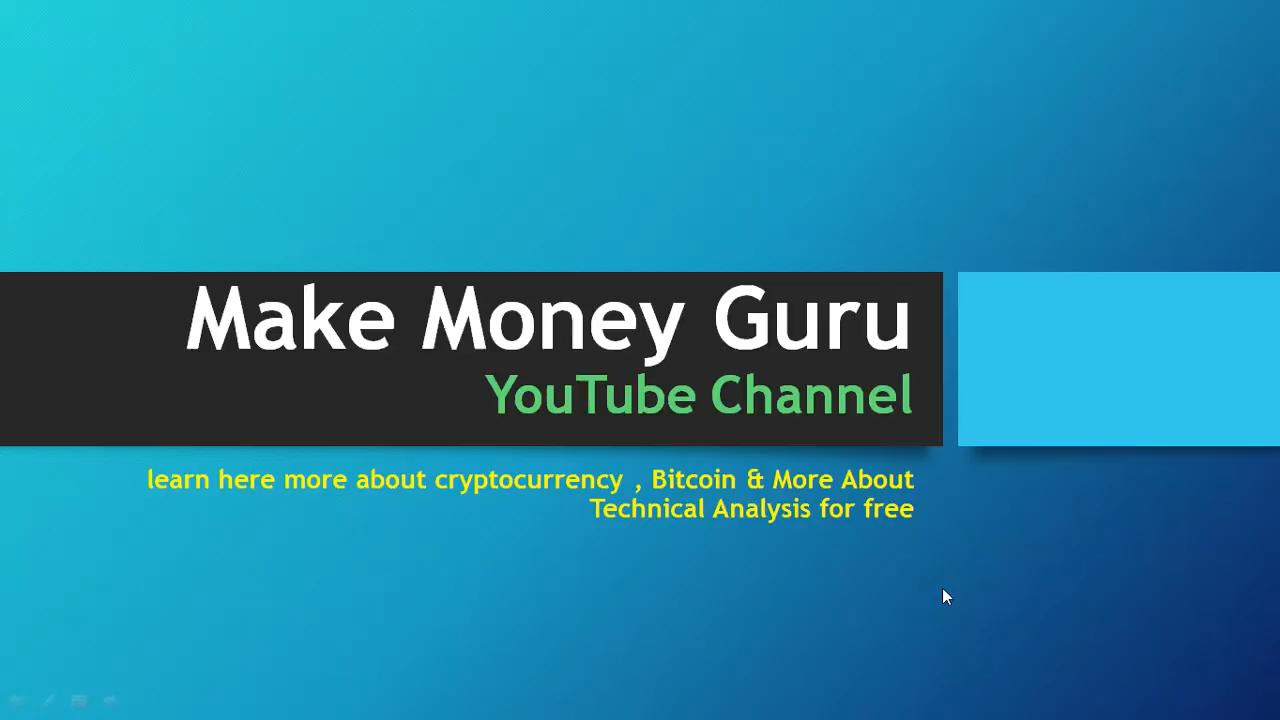 Make Money Guru
YouTube Channel
learn here more about cryptocurrency , Bitcoin & More About
Technical Analysis for free